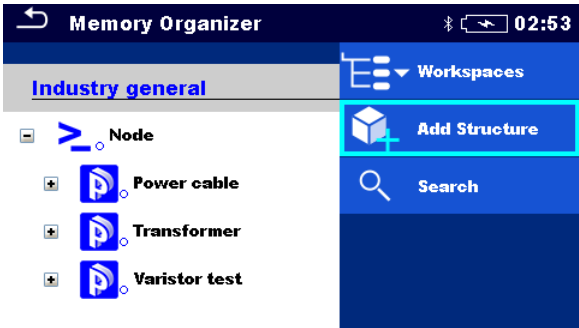 Memory Organizer
02:53
Industry general
Node
Power cable
Transformer
Varistor test
Workspaces
Add Structure
Search